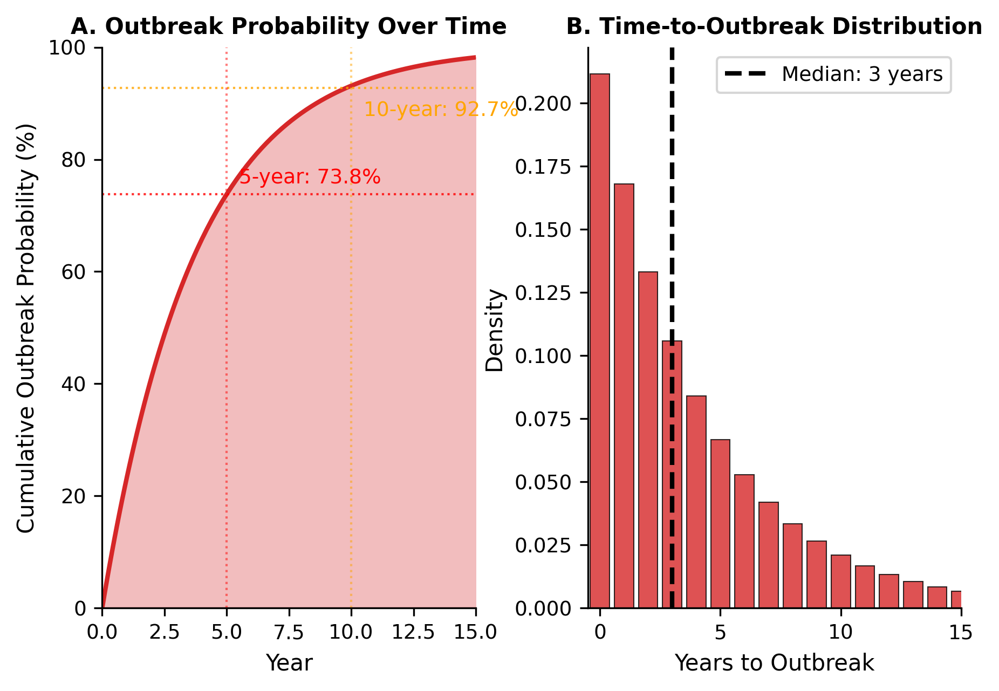 A. Outbreak Probability Over Time
Cumulative Outbreak Probability (%)
100
80
60
40
20
0
10-year: 92.7%
5-year: 73.8%
0.0 2.5 5.0 7.5 10.0 12.5 15.0
Year
B. Time-to-Outbreak Distribution
Median: 3 years
Density
0.200
0.175
0.150
0.125
0.100
0.075
0.050
0.025
0.000
0 5 10 15
Years to Outbreak